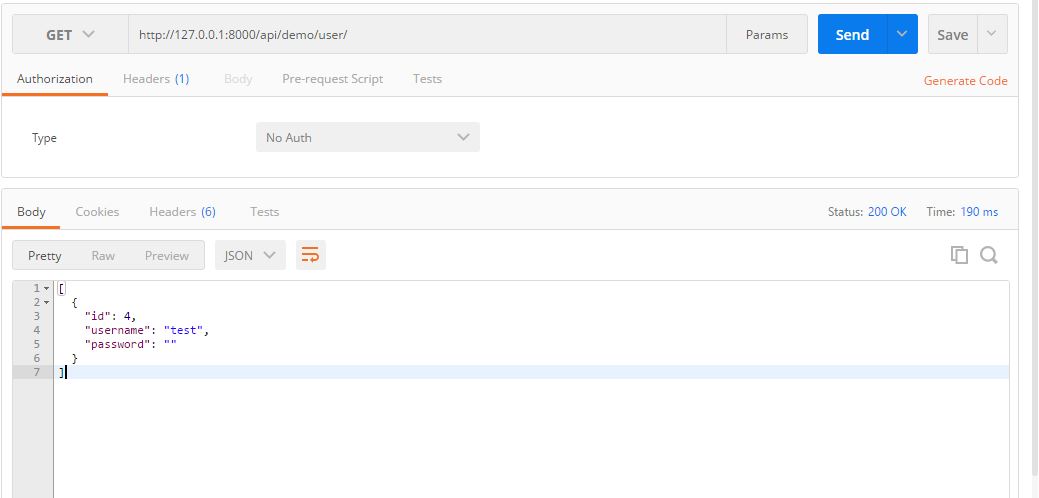 GET http://127.0.0.1:8000/api/demo/user/ Params Send Save
Authorization Headers (1) Body Pre-request Script Tests Generate Code
Type No Auth
Body Cookies Headers (6) Tests Status: 200 OK Time: 190 ms
Pretty Raw Preview JSON
1 [
2 {
3 "id": 4,
4 "username": "test",
5 "password": ""
6 }
7 ]